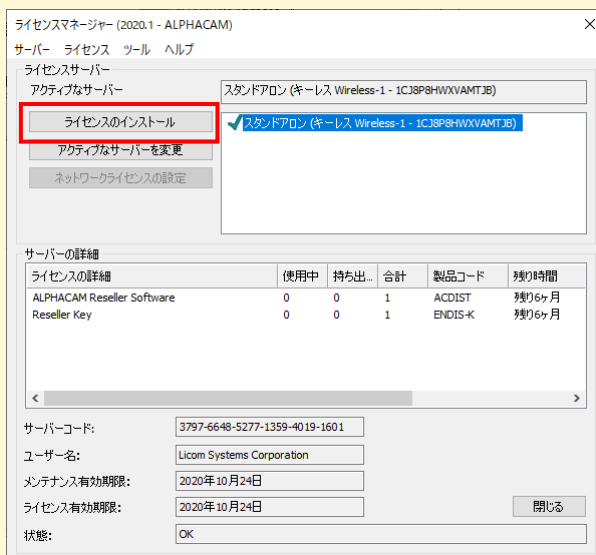 ライセンスマネージャー (2020.1 - ALPHACAM)
サーバー ライセンス ツール ヘルプ
ライセンスサーバー
アクティブなサーバー スタンドアロン (キーレス Wireless-1 - 1CJ8P8HWXVAMTJB)
ライセンスのインストール スタンドアロン (キーレス Wireless-1 - 1CJ8P8HWXVAMTJB)
アクティブなサーバーを変更
ネットワークライセンスの設定
サーバーの詳細
ライセンスの詳細 使用中 持ち出... 合計 製品コード 残り時間
ALPHACAM Reseller Software 0 0 1 ACDIST 残り6ヶ月
Reseller Key 0 0 1 ENDIS-K 残り6ヶ月
サーバーコード: 3797-6648-5277-1359-4019-1601
ユーザー名: Licom Systems Corporation
メンテナンス有効期限: 2020年10月24日
ライセンス有効期限: 2020年10月24日 閉じる
状態: OK